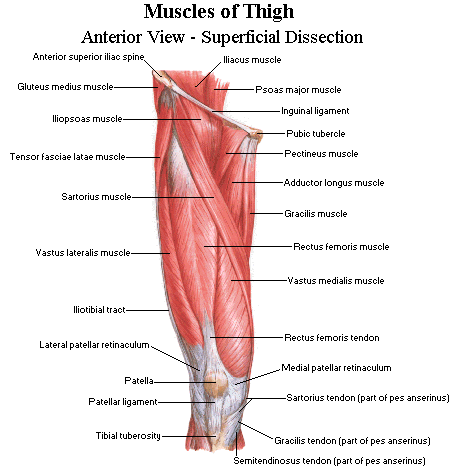 Muscles of Thigh
Anterior View - Superficial Dissection
Anterior superior iliac spine
Iliacus muscle
Gluteus medius muscle
Psoas major muscle
Inguinal ligament
Iliopsoas muscle
Pubic tubercle
Tensor fasciae latae muscle
Pectineus muscle
Adductor longus muscle
Sartorius muscle
Gracilis muscle
Vastus lateralis muscle
Rectus femoris muscle
Vastus medialis muscle
Iliotibial tract
Rectus femoris tendon
Lateral patellar retinaculum
Medial patellar retinaculum
Patella
Sartorius tendon (part of pes anserinus)
Patellar ligament
Tibial tuberosity
Gracilis tendon (part of pes anserinus)
Semitendinosus tendon (part of pes anserinus)